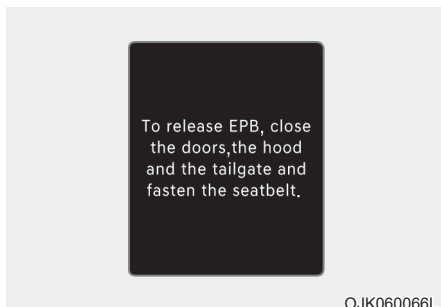 To release EPB, close
the doors,the hood
and the tailgate and
fasten the seatbelt.
OJK060066L